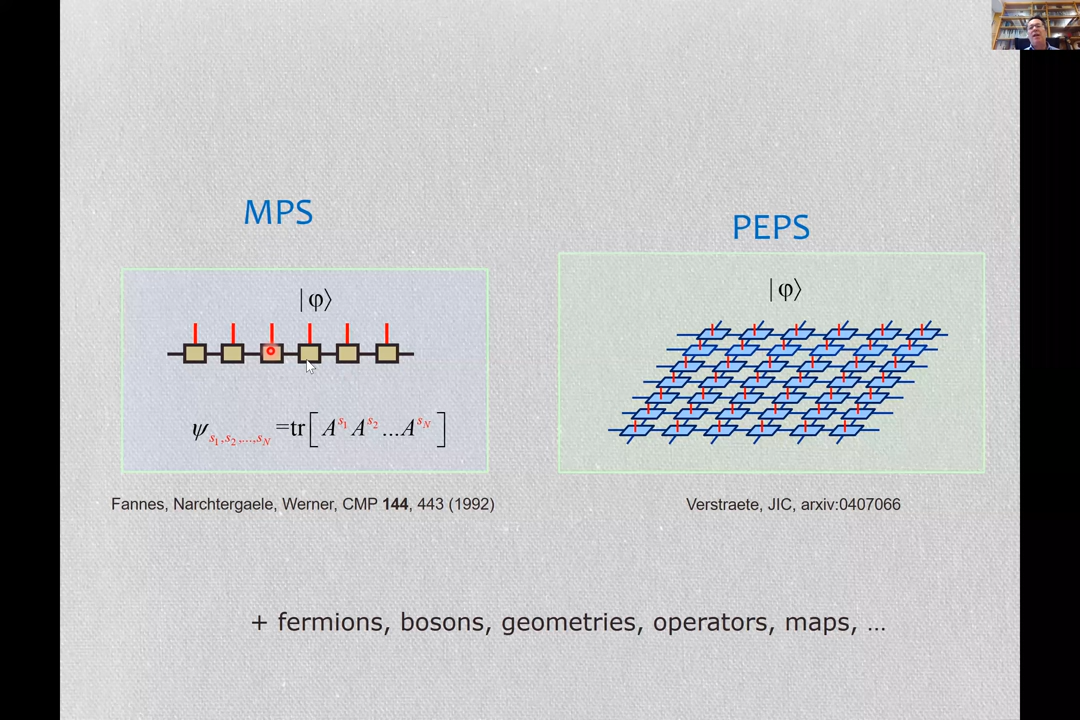 MPS
|φ⟩
ψ_{s₁,s₂,...,s_N} =tr[ A^{s₁} A^{s₂} ... A^{s_N} ]
Fannes, Narchtergaele, Werner, CMP 144, 443 (1992)
PEPS
|φ⟩
Verstraete, JIC, arxiv:0407066
+ fermions, bosons, geometries, operators, maps, ...